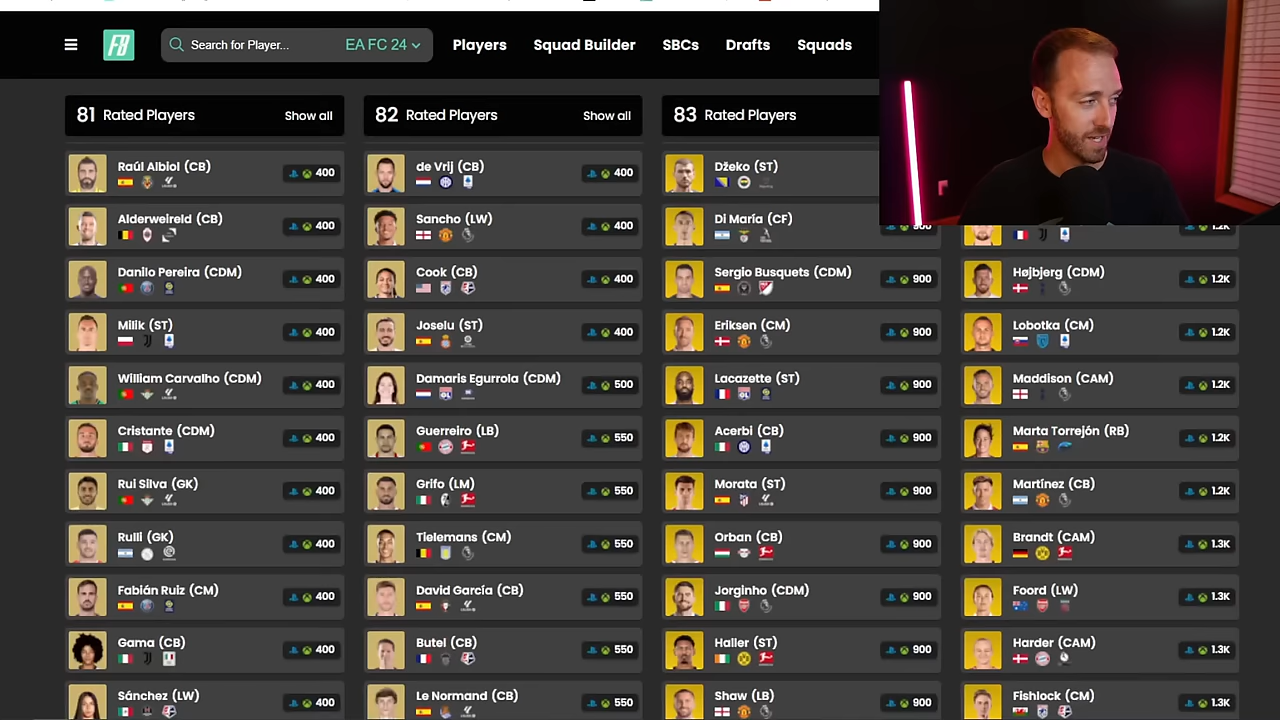 FB
Search for Player...
EA FC 24
Players
Squad Builder
SBCs
Drafts
Squads
81 Rated Players
Show all
Raúl Albiol (CB)
400
Alderweireld (CB)
400
Danilo Pereira (CDM)
400
Milik (ST)
400
William Carvalho (CDM)
400
Cristante (CDM)
400
Rui Silva (GK)
400
Rulli (GK)
400
Fabián Ruiz (CM)
400
Gama (CB)
400
Sánchez (LW)
400
82 Rated Players
Show all
de Vrij (CB)
400
Sancho (LW)
400
Cook (CB)
400
Joselu (ST)
400
Damaris Egurrola (CDM)
500
Guerreiro (LB)
550
Grifo (LM)
550
Tielemans (CM)
550
David García (CB)
550
Butel (CB)
550
Le Normand (CB)
550
83 Rated Players
Džeko (ST)
Di María (CF)
Sergio Busquets (CDM)
900
Eriksen (CM)
900
Lacazette (ST)
900
Acerbi (CB)
900
Morata (ST)
900
Orban (CB)
900
Jorginho (CDM)
900
Haller (ST)
900
Shaw (LB)
900
1.2K
Højbjerg (CDM)
1.2K
Lobotka (CM)
1.2K
Maddison (CAM)
1.2K
Marta Torrejón (RB)
1.2K
Martínez (CB)
1.2K
Brandt (CAM)
1.3K
Foord (LW)
1.3K
Harder (CAM)
1.3K
Fishlock (CM)
1.3K